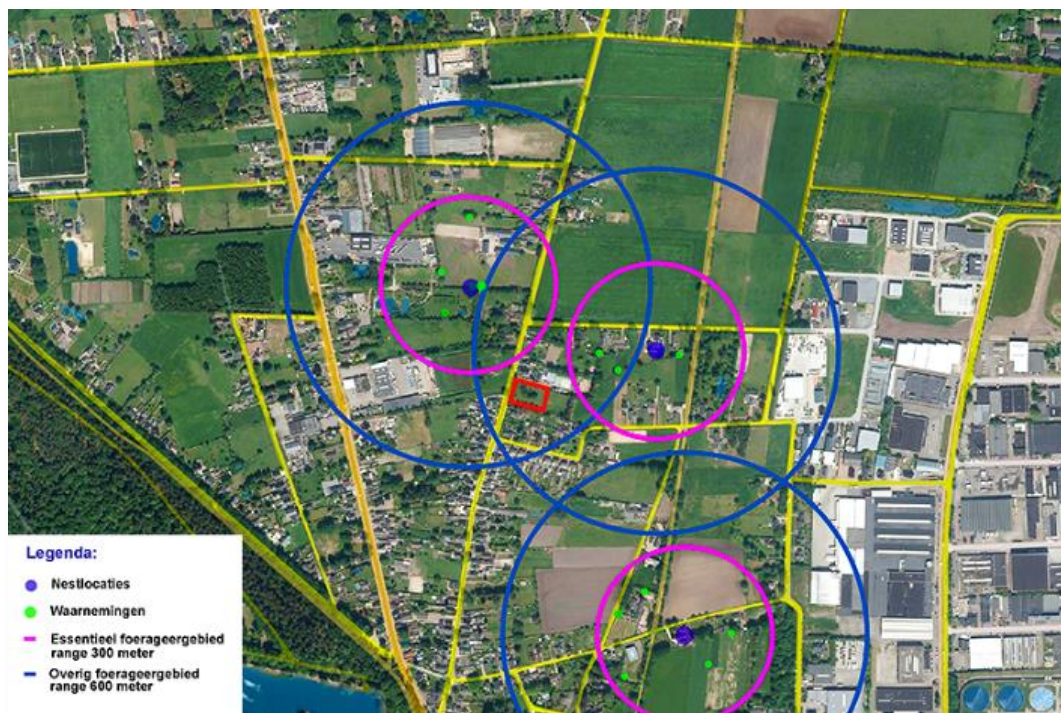 Legenda:
Nestlocaties
Waarnemingen
Essentieel foerageergebied
range 300 meter
Overig foerageergebied
range 600 meter